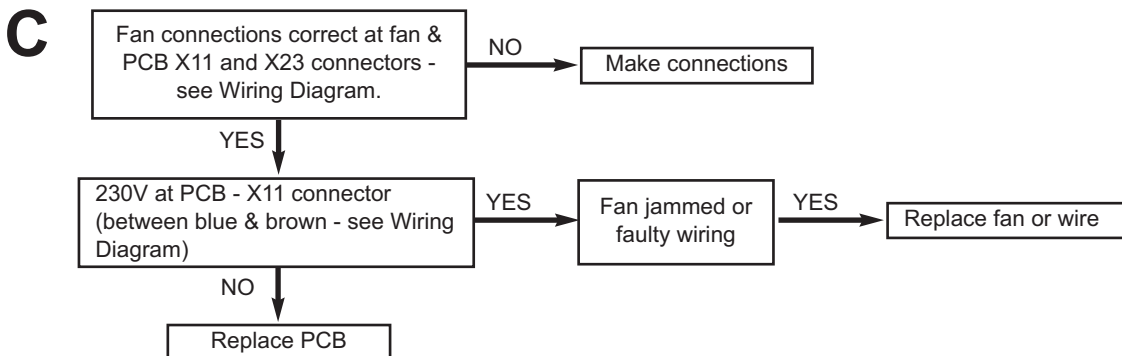 C
Fan connections correct at fan &
PCB X11 and X23 connectors -
see Wiring Diagram.
NO
Make connections
YES
230V at PCB - X11 connector
(between blue & brown - see Wiring
Diagram)
YES
Fan jammed or
faulty wiring
YES
Replace fan or wire
NO
Replace PCB